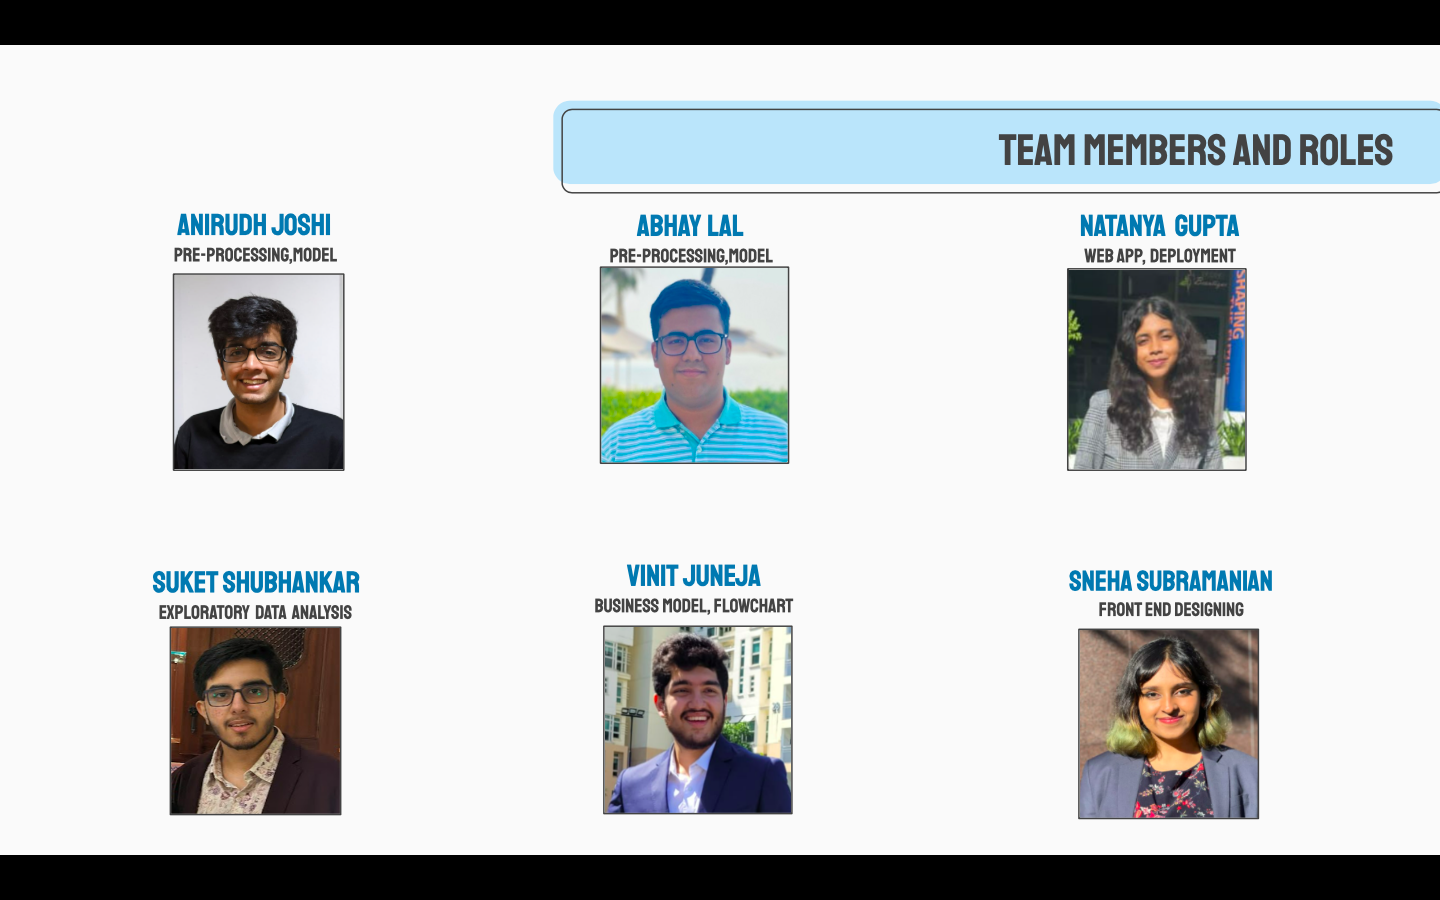 TEAM MEMBERS AND ROLES
ANIRUDH JOSHI
PRE-PROCESSING,MODEL
ABHAY LAL
PRE-PROCESSING,MODEL
NATANYA GUPTA
WEB APP, DEPLOYMENT
SHAPING
SUKET SHUBHANKAR
EXPLORATORY DATA ANALYSIS
VINIT JUNEJA
BUSINESS MODEL, FLOWCHART
SNEHA SUBRAMANIAN
FRONT END DESIGNING